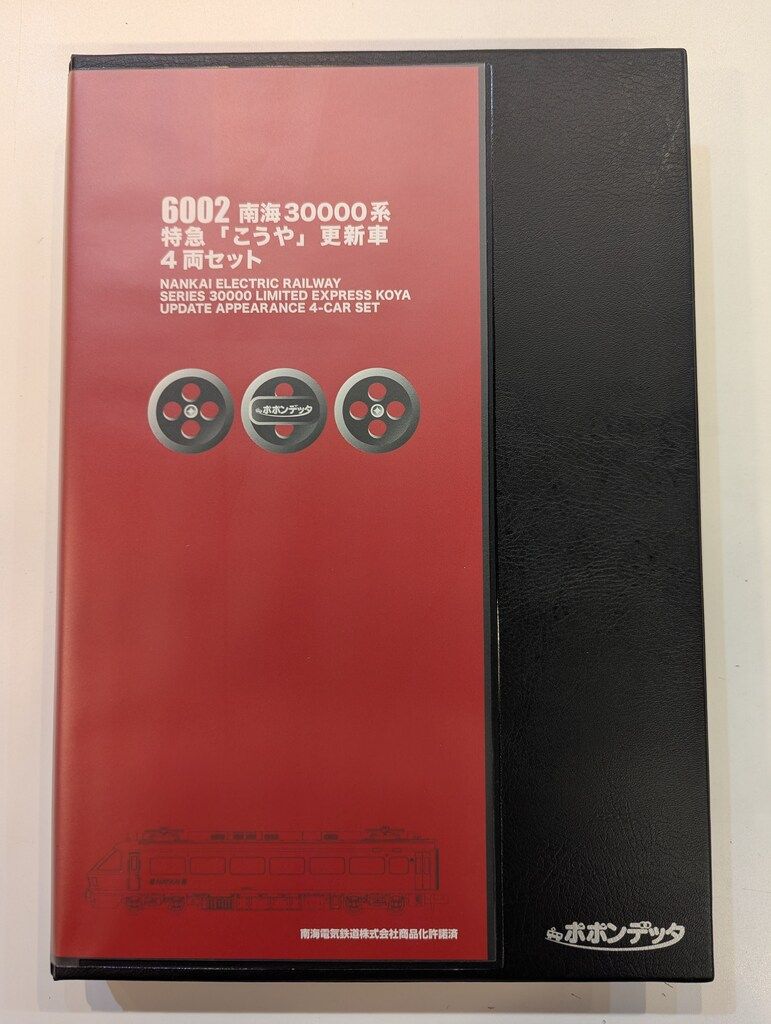 6002 南海30000系
特急「こうや」更新車
4両セット
NANKAI ELECTRIC RAILWAY
SERIES 30000 LIMITED EXPRESS KOYA
UPDATE APPEARANCE 4-CAR SET
ポポンデッタ
NANKAI
南海電気鉄道株式会社商品化許諾済
ポポンデッタ